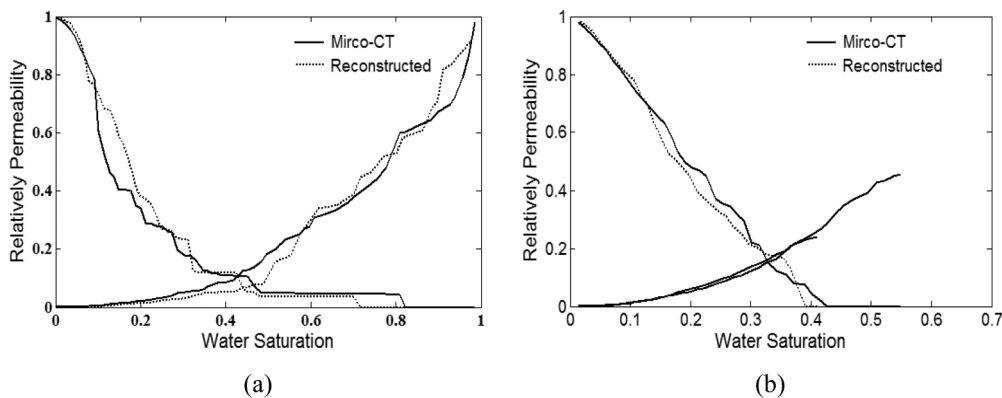 1
0.8
0.6
0.4
0.2
0
Relatively Permeability
Mirco-CT
Reconstructed
0 0.2 0.4 0.6 0.8 1
Water Saturation
(a)
1
0.8
0.6
0.4
0.2
0
Relatively Permeability
Mirco-CT
Reconstructed
0 0.1 0.2 0.3 0.4 0.5 0.6 0.7
Water Saturation
(b)